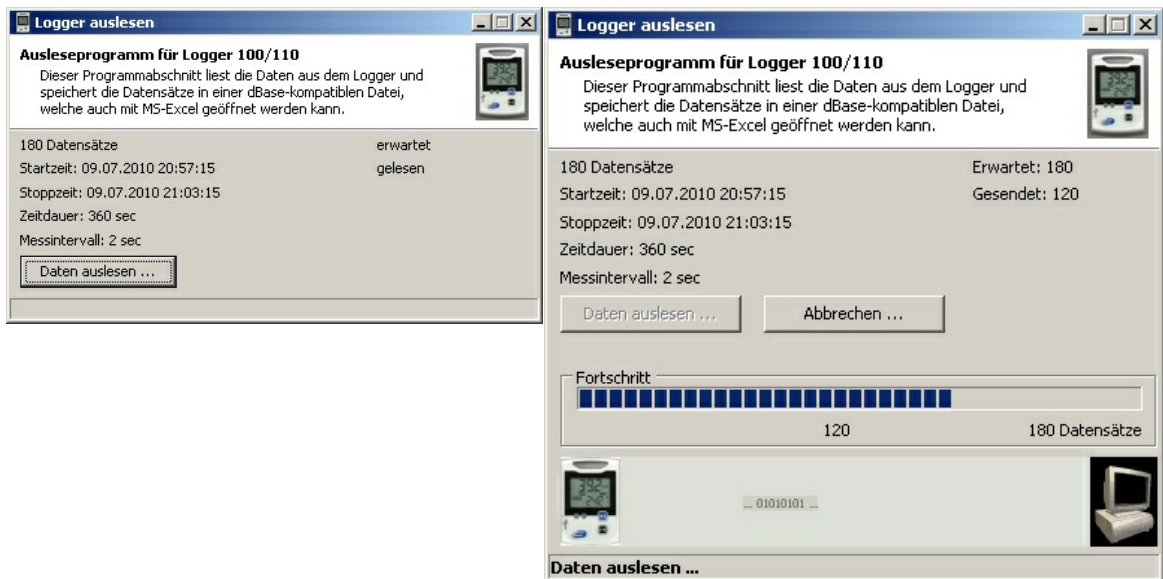 Logger auslesen
Ausleseprogramm für Logger 100/110
Dieser Programmabschnitt liest die Daten aus dem Logger und
speichert die Datensätze in einer dBase-kompatiblen Datei,
welche auch mit MS-Excel geöffnet werden kann.
180 Datensätze erwartet
Startzeit: 09.07.2010 20:57:15 gelesen
Stoppzeit: 09.07.2010 21:03:15
Zeitdauer: 360 sec
Messintervall: 2 sec
Daten auslesen ...
Logger auslesen
Ausleseprogramm für Logger 100/110
Dieser Programmabschnitt liest die Daten aus dem Logger und
speichert die Datensätze in einer dBase-kompatiblen Datei,
welche auch mit MS-Excel geöffnet werden kann.
180 Datensätze Erwartet: 180
Startzeit: 09.07.2010 20:57:15 Gesendet: 120
Stoppzeit: 09.07.2010 21:03:15
Zeitdauer: 360 sec
Messintervall: 2 sec
Daten auslesen ... Abbrechen ...
Fortschritt
120 180 Datensätze
... 01010101 ...
Daten auslesen ...